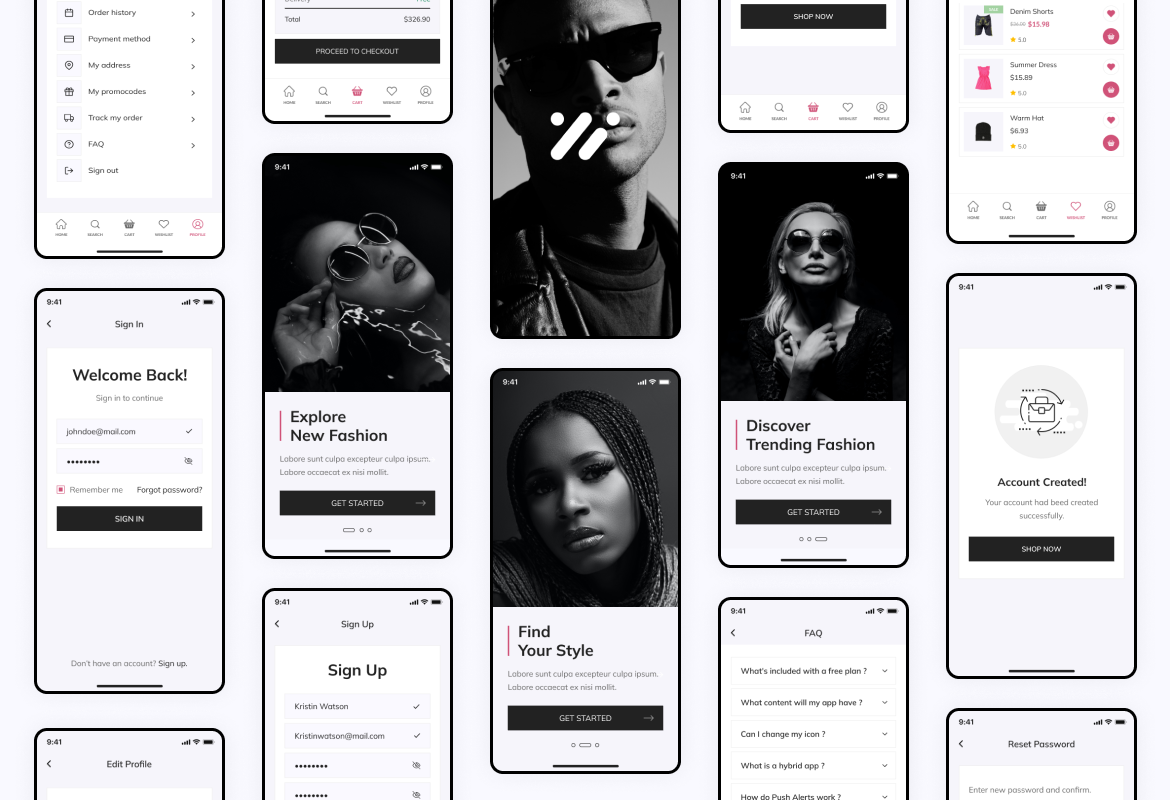 Order history
Payment method
My address
My promocodes
Track my order
FAQ
Sign out
HOME
SEARCH
CART
WISHLIST
PROFILE
9:41
Sign In
Welcome Back!
Sign in to continue
johndoe@mail.com
••••••••
Remember me
Forgot password?
SIGN IN
Don't have an account? Sign up.
9:41
Edit Profile
Total
$326.90
PROCEED TO CHECKOUT
HOME
SEARCH
CART
WISHLIST
PROFILE
9:41
Explore
New Fashion
Labore sunt culpa excepteur culpa ipsum.
Labore occaecat ex nisi mollit.
GET STARTED
9:41
Sign Up
Sign Up
Kristin Watson
Kristinwatson@mail.com
••••••••
••••••••
9:41
Find
Your Style
Labore sunt culpa excepteur culpa ipsum.
Labore occaecat ex nisi mollit.
GET STARTED
SHOP NOW
HOME
SEARCH
CART
WISHLIST
PROFILE
9:41
Discover
Trending Fashion
Labore sunt culpa excepteur culpa ipsum.
Labore occaecat ex nisi mollit.
GET STARTED
9:41
FAQ
What's included with a free plan ?
What content will my app have ?
Can I change my icon ?
What is a hybrid app ?
How do Push Alerts work ?
SALE
Denim Shorts
$15.98
5.0
Summer Dress
$15.89
5.0
Warm Hat
$6.93
5.0
HOME
SEARCH
CART
WISHLIST
PROFILE
9:41
Account Created!
Your account had beed created
successfully.
SHOP NOW
9:41
Reset Password
Enter new password and confirm.